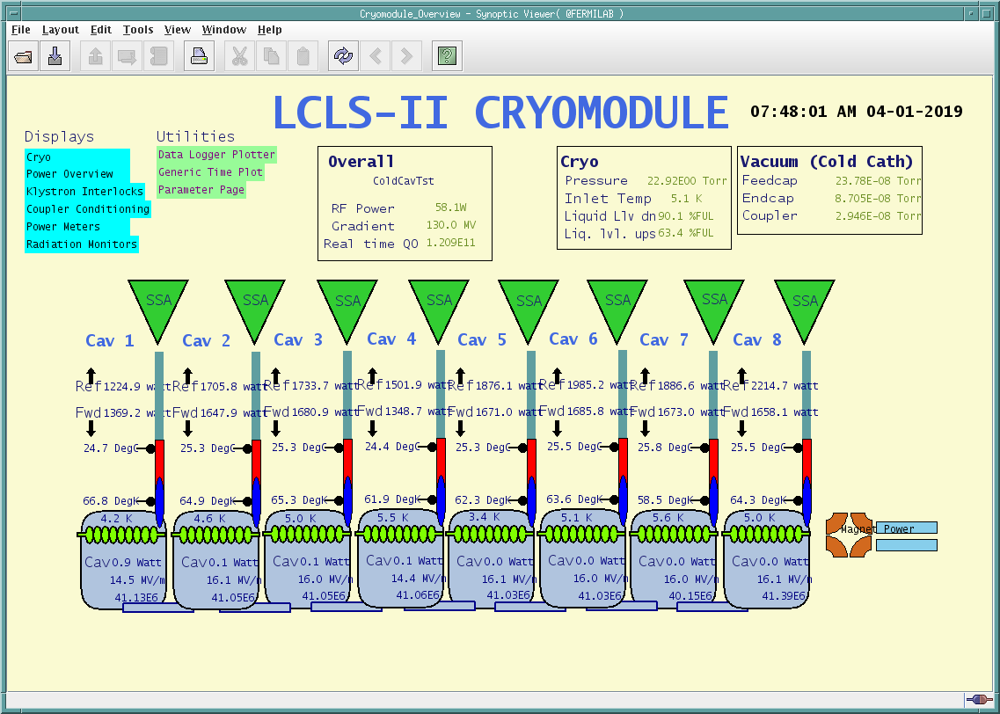 Cryomodule_Overview - Synoptic Viewer( @FERMILAB )
File Layout Edit Tools View Window Help
LCLS-II CRYOMODULE
07:48:01 AM 04-01-2019
Displays
Cryo
Power Overview
Klystron Interlocks
Coupler Conditioning
Power Meters
Radiation Monitors
Utilities
Data Logger Plotter
Generic Time Plot
Parameter Page
Overall
ColdCavTst
RF Power 58.1W
Gradient 130.0 MV
Real time QO 1.209E11
Cryo
Pressure 22.92E00 Torr
Inlet Temp 5.1 K
Liquid Llv dn 90.1 %FUL
Liq. lvl. ups 63.4 %FUL
Vacuum (Cold Cath)
Feedcap 23.78E-08 Torr
Endcap 8.705E-08 Torr
Coupler 2.946E-08 Torr
SSA SSA SSA SSA SSA SSA SSA SSA
Cav 1 Cav 2 Cav 3 Cav 4 Cav 5 Cav 6 Cav 7 Cav 8
Ref 1224.9 watt Ref 1705.8 watt Ref 1733.7 watt Ref 1501.9 watt Ref 1876.1 watt Ref 1985.2 watt Ref 1886.6 watt Ref 2214.7 watt
Fwd 1369.2 watt Fwd 1647.9 watt Fwd 1680.9 watt Fwd 1348.7 watt Fwd 1671.0 watt Fwd 1685.8 watt Fwd 1673.0 watt Fwd 1658.1 watt
24.7 DegC 25.3 DegC 25.3 DegC 24.4 DegC 25.3 DegC 25.5 DegC 25.8 DegC 25.5 DegC
66.8 DegK 64.9 DegK 65.3 DegK 61.9 DegK 62.3 DegK 63.6 DegK 58.5 DegK 64.3 DegK
4.2 K 4.6 K 5.0 K 5.5 K 3.4 K 5.1 K 5.6 K 5.0 K
Magnet Power
Cav 0.9 Watt Cav 0.1 Watt Cav 0.1 Watt Cav 0.1 Watt Cav 0.0 Watt Cav 0.0 Watt Cav 0.0 Watt Cav 0.0 Watt
14.5 MV/m 16.1 MV/m 16.0 MV/m 14.4 MV/m 16.1 MV/m 16.0 MV/m 16.0 MV/m 16.1 MV/m
41.13E6 41.05E6 41.05E6 41.06E6 41.03E6 41.03E6 40.15E6 41.39E6